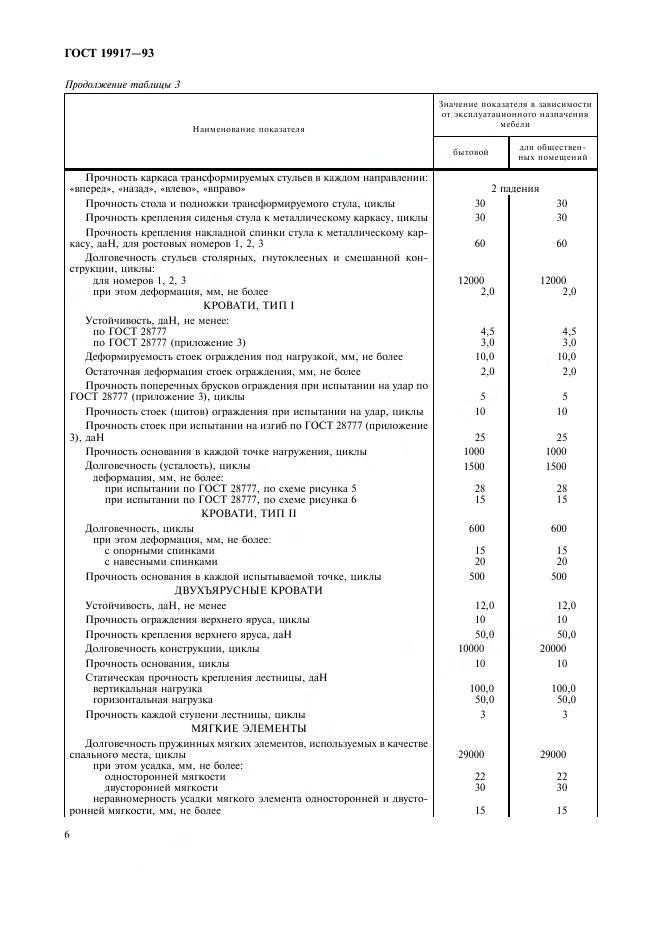 ГОСТ 19917—93
Продолжение таблицы 3
Наименование показателя
Значение показателя в зависимости
от эксплуатационного назначения
мебели
бытовой
для обществен-
ных помещений
Прочность каркаса трансформируемых стульев в каждом направлении:
«вперед», «назад», «влево», «вправо» 2 падения
Прочность стола и подножки трансформируемого стула, циклы 30 30
Прочность крепления сиденья стула к металлическому каркасу, циклы 30 30
Прочность крепления накладной спинки стула к металлическому кар-
касу, даН, для ростовых номеров 1, 2, 3 60 60
Долговечность стульев столярных, гнутоклееных и смешанной кон-
струкции, циклы:
для номеров 1, 2, 3 12000 12000
при этом деформация, мм, не более 2,0 2,0
КРОВАТИ, ТИП I
Устойчивость, даН, не менее:
по ГОСТ 28777 4,5 4,5
по ГОСТ 28777 (приложение 3) 3,0 3,0
Деформируемость стоек ограждения под нагрузкой, мм, не более 10,0 10,0
Остаточная деформация стоек ограждения, мм, не более 2,0 2,0
Прочность поперечных брусков ограждения при испытании на удар по
ГОСТ 28777 (приложение 3), циклы 5 5
Прочность стоек (щитов) ограждения при испытании на удар, циклы 10 10
Прочность стоек при испытании на изгиб по ГОСТ 28777 (приложение
3), даН 25 25
Прочность основания в каждой точке нагружения, циклы 1000 1000
Долговечность (усталость), циклы 1500 1500
деформация, мм, не более:
при испытании по ГОСТ 28777, по схеме рисунка 5 28 28
при испытании по ГОСТ 28777, по схеме рисунка 6 15 15
КРОВАТИ, ТИП II
Долговечность, циклы 600 600
при этом деформация, мм, не более:
с опорными спинками 15 15
с навесными спинками 20 20
Прочность основания в каждой испытываемой точке, циклы 500 500
ДВУХЪЯРУСНЫЕ КРОВАТИ
Устойчивость, даН, не менее 12,0 12,0
Прочность ограждения верхнего яруса, циклы 10 10
Прочность крепления верхнего яруса, даН 50,0 50,0
Долговечность конструкции, циклы 10000 20000
Прочность основания, циклы 10 10
Статическая прочность крепления лестницы, даН
вертикальная нагрузка 100,0 100,0
горизонтальная нагрузка 50,0 50,0
Прочность каждой ступени лестницы, циклы 3 3
МЯГКИЕ ЭЛЕМЕНТЫ
Долговечность пружинных мягких элементов, используемых в качестве
спального места, циклы 29000 29000
при этом усадка, мм, не более:
односторонней мягкости 22 22
двусторонней мягкости 30 30
неравномерность усадки мягкого элемента односторонней и двусто-
ронней мягкости, мм, не более 15 15
6